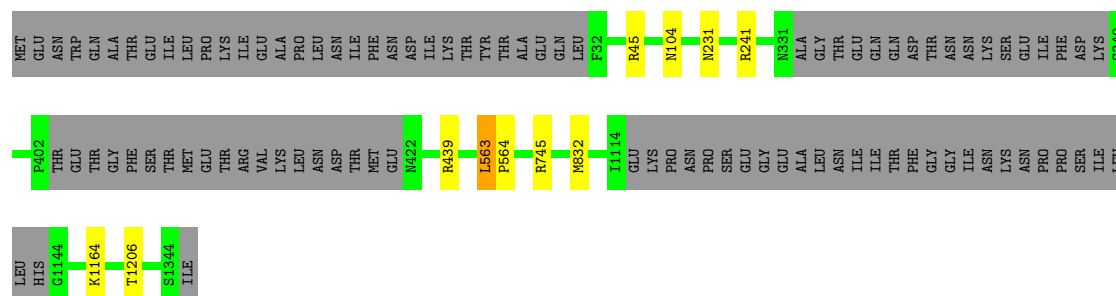 MET
GLU
ASN
TRP
GLN
ALA
THR
GLU
ILE
LEU
PRO
LYS
ILE
GLU
ALA
PRO
LEU
ASN
ILE
PHE
ASN
ASP
ILE
LYS
THR
TYR
THR
ALA
GLU
GLN
LEU
F32
R45
N104
N231
R241
N331
ALA
GLY
THR
GLU
GLN
GLN
ASP
THR
ASN
ASN
LYS
SER
GLU
ILE
PHE
ASP
LYS
P402
THR
GLU
THR
GLY
PHE
SER
THR
MET
GLU
THR
ARG
VAL
LYS
LEU
ASN
ASP
THR
MET
GLU
N422
R439
L563
P564
R745
M832
I1114
GLU
LYS
PRO
ASN
PRO
SER
GLU
GLY
GLU
ALA
LEU
ASN
ILE
ILE
THR
PHE
GLY
GLY
ILE
ASN
LYS
ASN
PRO
PRO
SER
ILE
LEU
HIS
G1144
K1164
T1206
S1344
ILE